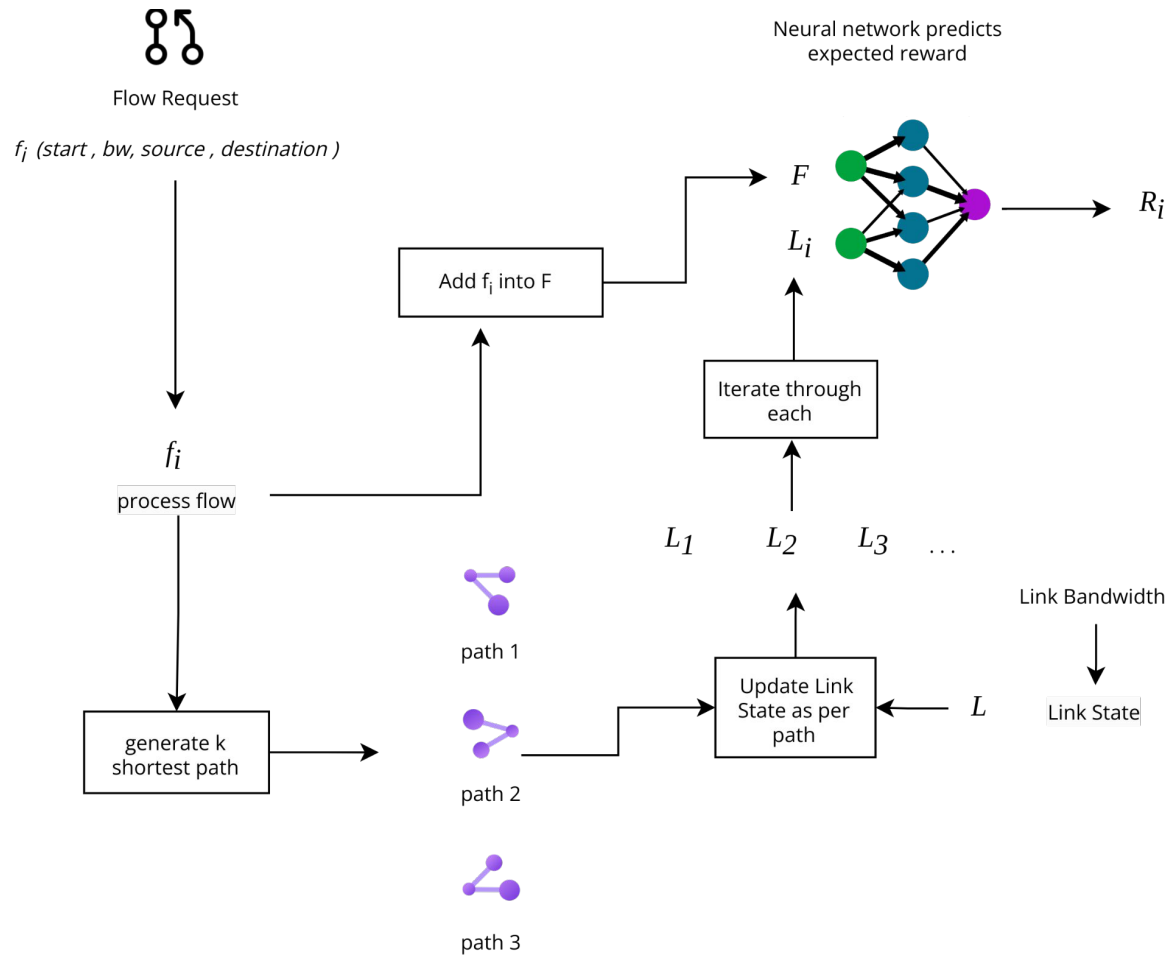 Flow Request
f_i (start , bw, source , destination )
f_i
process flow
generate k
shortest path
Add f_i into F
path 1
path 2
path 3
Neural network predicts
expected reward
F
L_i
R_i
Iterate through
each
L_1 L_2 L_3 ...
Update Link
State as per
path
L
Link Bandwidth
Link State